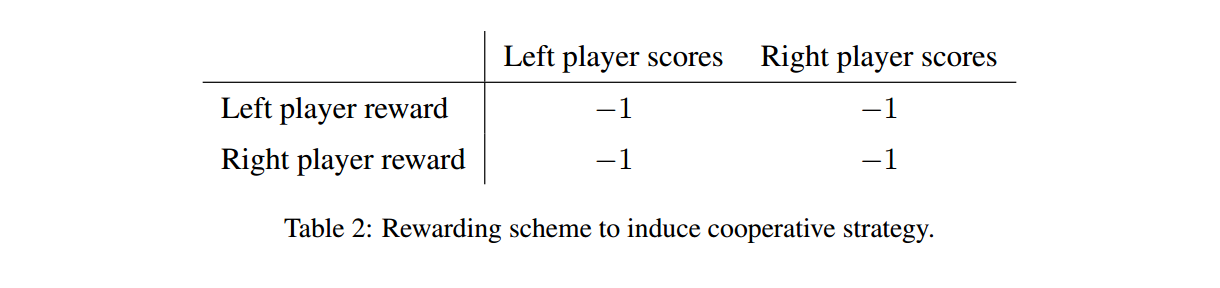 Left player scores Right player scores
Left player reward −1 −1
Right player reward −1 −1
Table 2: Rewarding scheme to induce cooperative strategy.